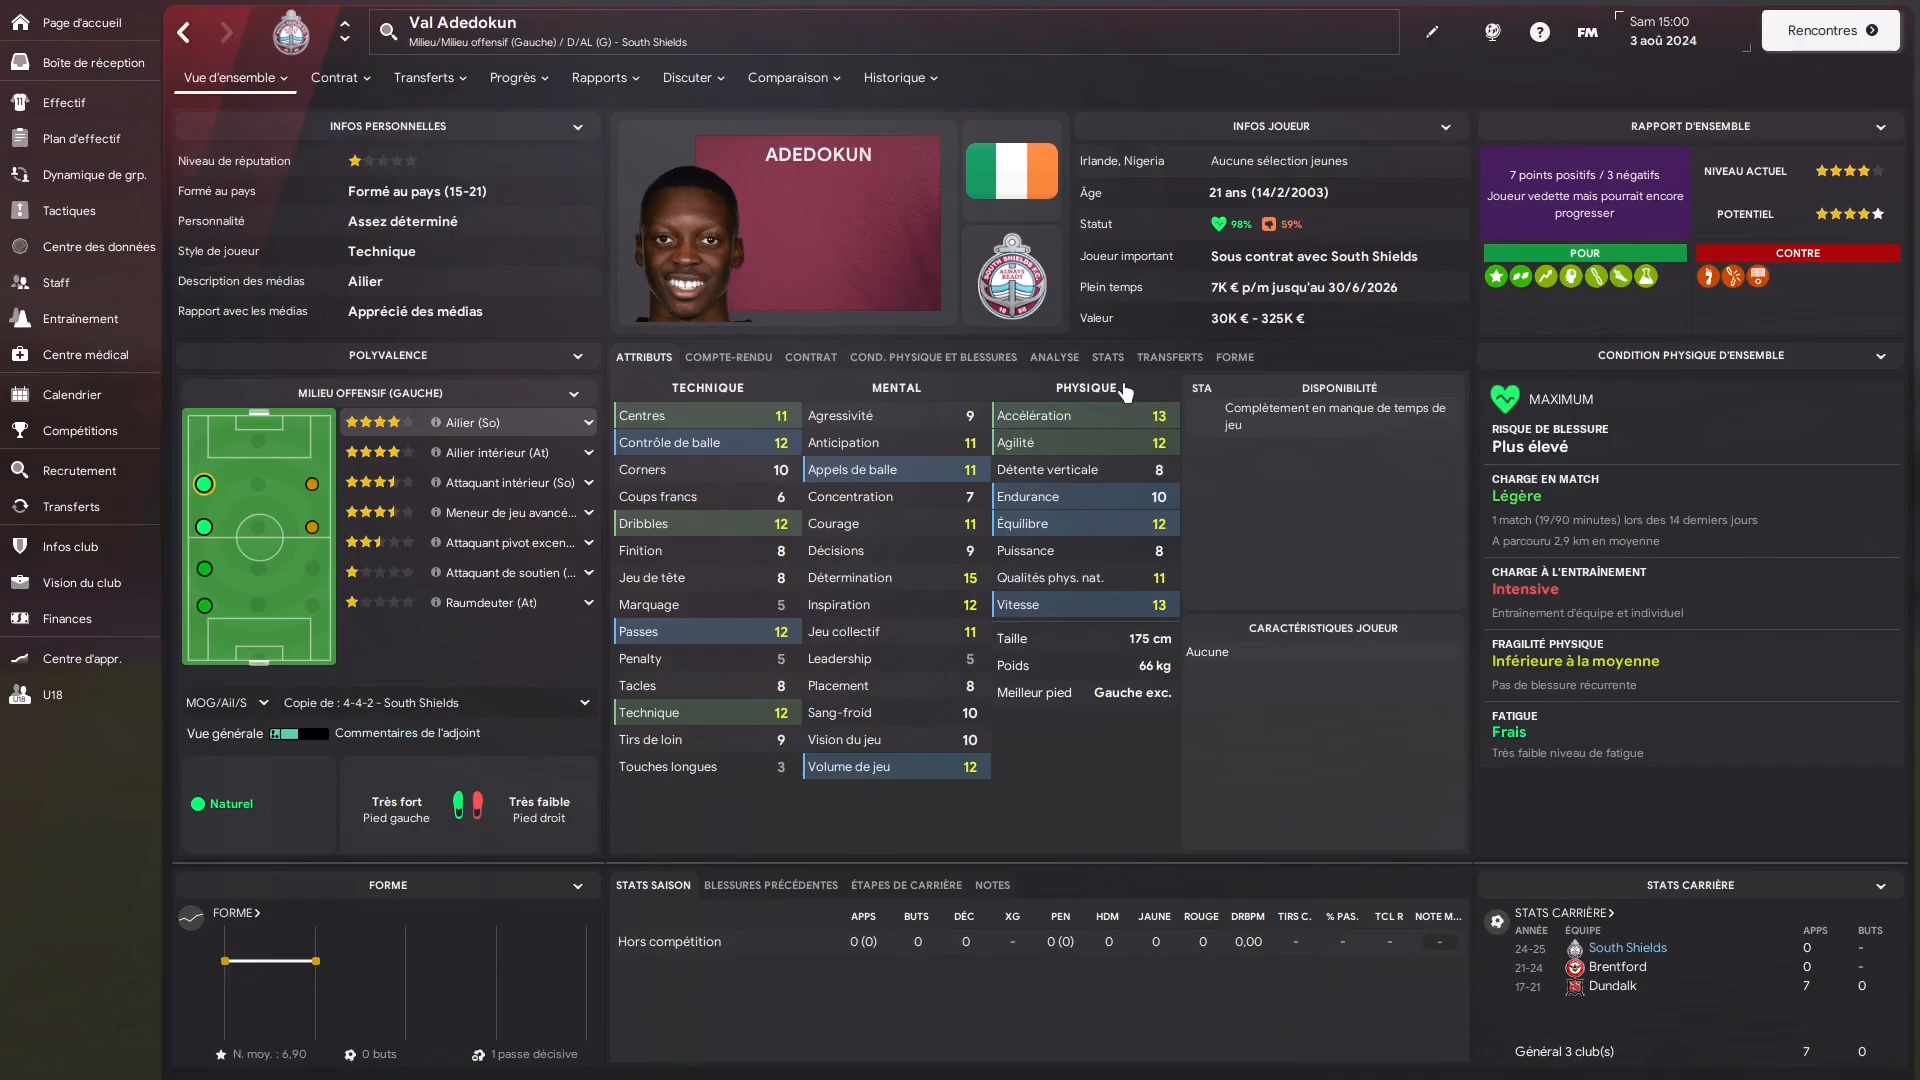 Page d'accueil
Boîte de réception
Effectif
Plan d'effectif
Dynamique de grp.
Tactiques
Centre des données
Staff
Entraînement
Centre médical
Calendrier
Compétitions
Recrutement
Transferts
Infos club
Vision du club
Finances
Centre d'appr.
U18
Val Adedokun
Milieu/Milieu offensif (Gauche) / D/AL (G) - South Shields
FM
Sam 15:00
3 aoû 2024
Rencontres
Vue d'ensemble Contrat Transferts Progrès Rapports Discuter Comparaison Historique
INFOS PERSONNELLES
Niveau de réputation
Formé au pays Formé au pays (15-21)
Personnalité Assez déterminé
Style de joueur Technique
Description des médias Ailier
Rapport avec les médias Apprécié des médias
ADEDOKUN
SOUTH SHIELDS F.C.
ALWAYS READY
INFOS JOUEUR
Irlande, Nigeria Aucune sélection jeunes
Âge 21 ans (14/2/2003)
Statut 98% 59%
Joueur important Sous contrat avec South Shields
Plein temps 7K € p/m jusqu'au 30/6/2026
Valeur 30K € - 325K €
RAPPORT D'ENSEMBLE
7 points positifs / 3 négatifs
Joueur vedette mais pourrait encore
progresser
NIVEAU ACTUEL
POTENTIEL
POUR CONTRE
POLYVALENCE
MILIEU OFFENSIF (GAUCHE)
Ailier (So)
Ailier intérieur (At)
Attaquant intérieur (So)
Meneur de jeu avancé...
Attaquant pivot excen...
Attaquant de soutien (...
Raumdeuter (At)
MOG/Ail/S Copie de : 4-4-2 - South Shields
Vue générale Commentaires de l'adjoint
Naturel
Très fort
Pied gauche
Très faible
Pied droit
ATTRIBUTS COMPTE-RENDU CONTRAT COND. PHYSIQUE ET BLESSURES ANALYSE STATS TRANSFERTS FORME
TECHNIQUE
Centres 11
Contrôle de balle 12
Corners 10
Coups francs 6
Dribbles 12
Finition 8
Jeu de tête 8
Marquage 5
Passes 12
Penalty 5
Tacles 8
Technique 12
Tirs de loin 9
Touches longues 3
MENTAL
Agressivité 9
Anticipation 11
Appels de balle 11
Concentration 7
Courage 11
Décisions 9
Détermination 15
Inspiration 12
Jeu collectif 11
Leadership 5
Placement 8
Sang-froid 10
Vision du jeu 10
Volume de jeu 12
PHYSIQUE
Accélération 13
Agilité 12
Détente verticale 8
Endurance 10
Équilibre 12
Puissance 8
Qualités phys. nat. 11
Vitesse 13
Taille 175 cm
Poids 66 kg
Meilleur pied Gauche exc.
STA DISPONIBILITÉ
Complètement en manque de temps de
jeu
CARACTÉRISTIQUES JOUEUR
Aucune
CONDITION PHYSIQUE D'ENSEMBLE
MAXIMUM
RISQUE DE BLESSURE
Plus élevé
CHARGE EN MATCH
Légère
1 match (19/90 minutes) lors des 14 derniers jours
A parcouru 2,9 km en moyenne
CHARGE À L'ENTRAÎNEMENT
Intensive
Entraînement d'équipe et individuel
FRAGILITÉ PHYSIQUE
Inférieure à la moyenne
Pas de blessure récurrente
FATIGUE
Frais
Très faible niveau de fatigue
FORME
FORME
N. moy. : 6,90 0 buts 1 passe décisive
STATS SAISON BLESSURES PRÉCÉDENTES ÉTAPES DE CARRIÈRE NOTES
APPS BUTS DÉC XG PEN HDM JAUNE ROUGE DRBPM TIRS C. % PAS. TCL R NOTE M...
Hors compétition 0 (0) 0 0 - 0 (0) 0 0 0 0,00 - - - -
STATS CARRIÈRE
STATS CARRIÈRE
ANNÉE ÉQUIPE APPS BUTS
24-25 South Shields 0 -
21-24 Brentford 0 -
17-21 Dundalk 7 0
Général 3 club(s) 7 0